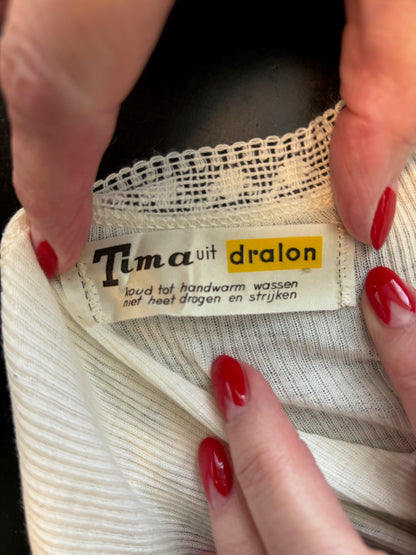 Tima uit dralon
koud tot handwarm wassen
niet heet drogen en strijken